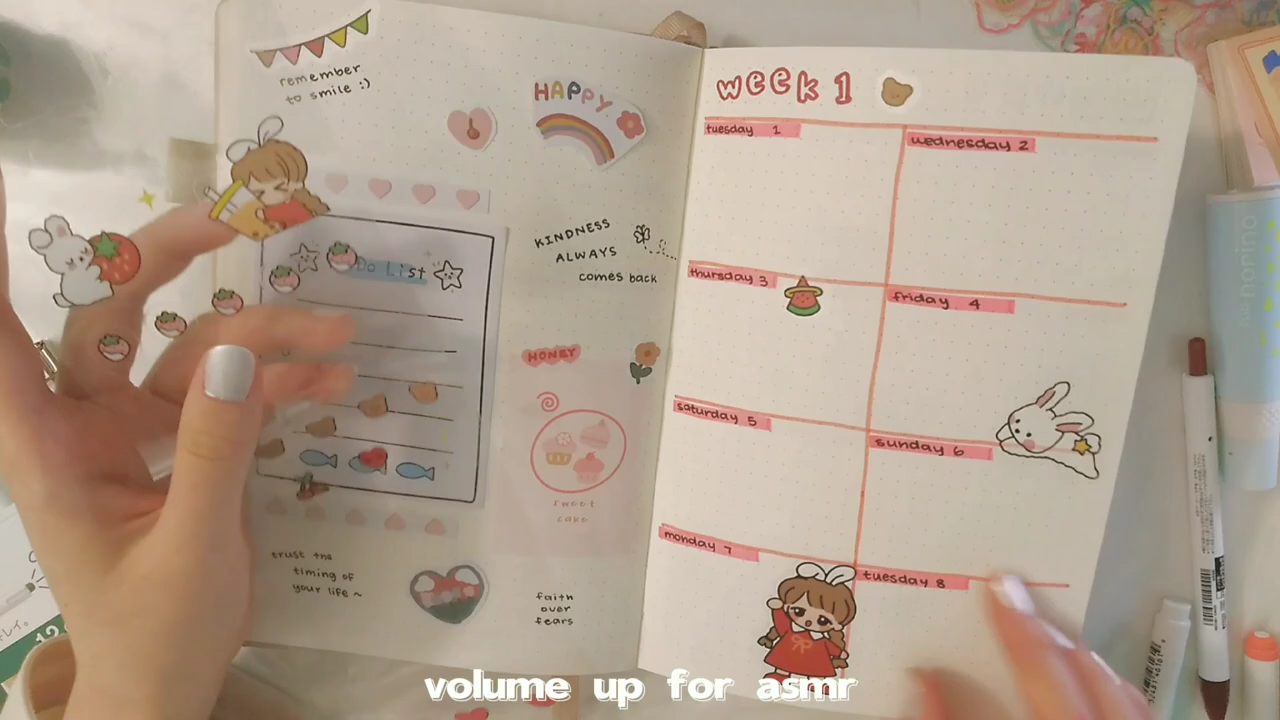 remember
to smile :)
HAPPY
Do List
KINDNESS
ALWAYS
comes back
HONEY
sweet
cake
trust the
timing of
your life ~
faith
over
fears
week 1
tuesday 1
wednesday 2
thursday 3
friday 4
saturday 5
sunday 6
monday 7
tuesday 8
volume up for asmr